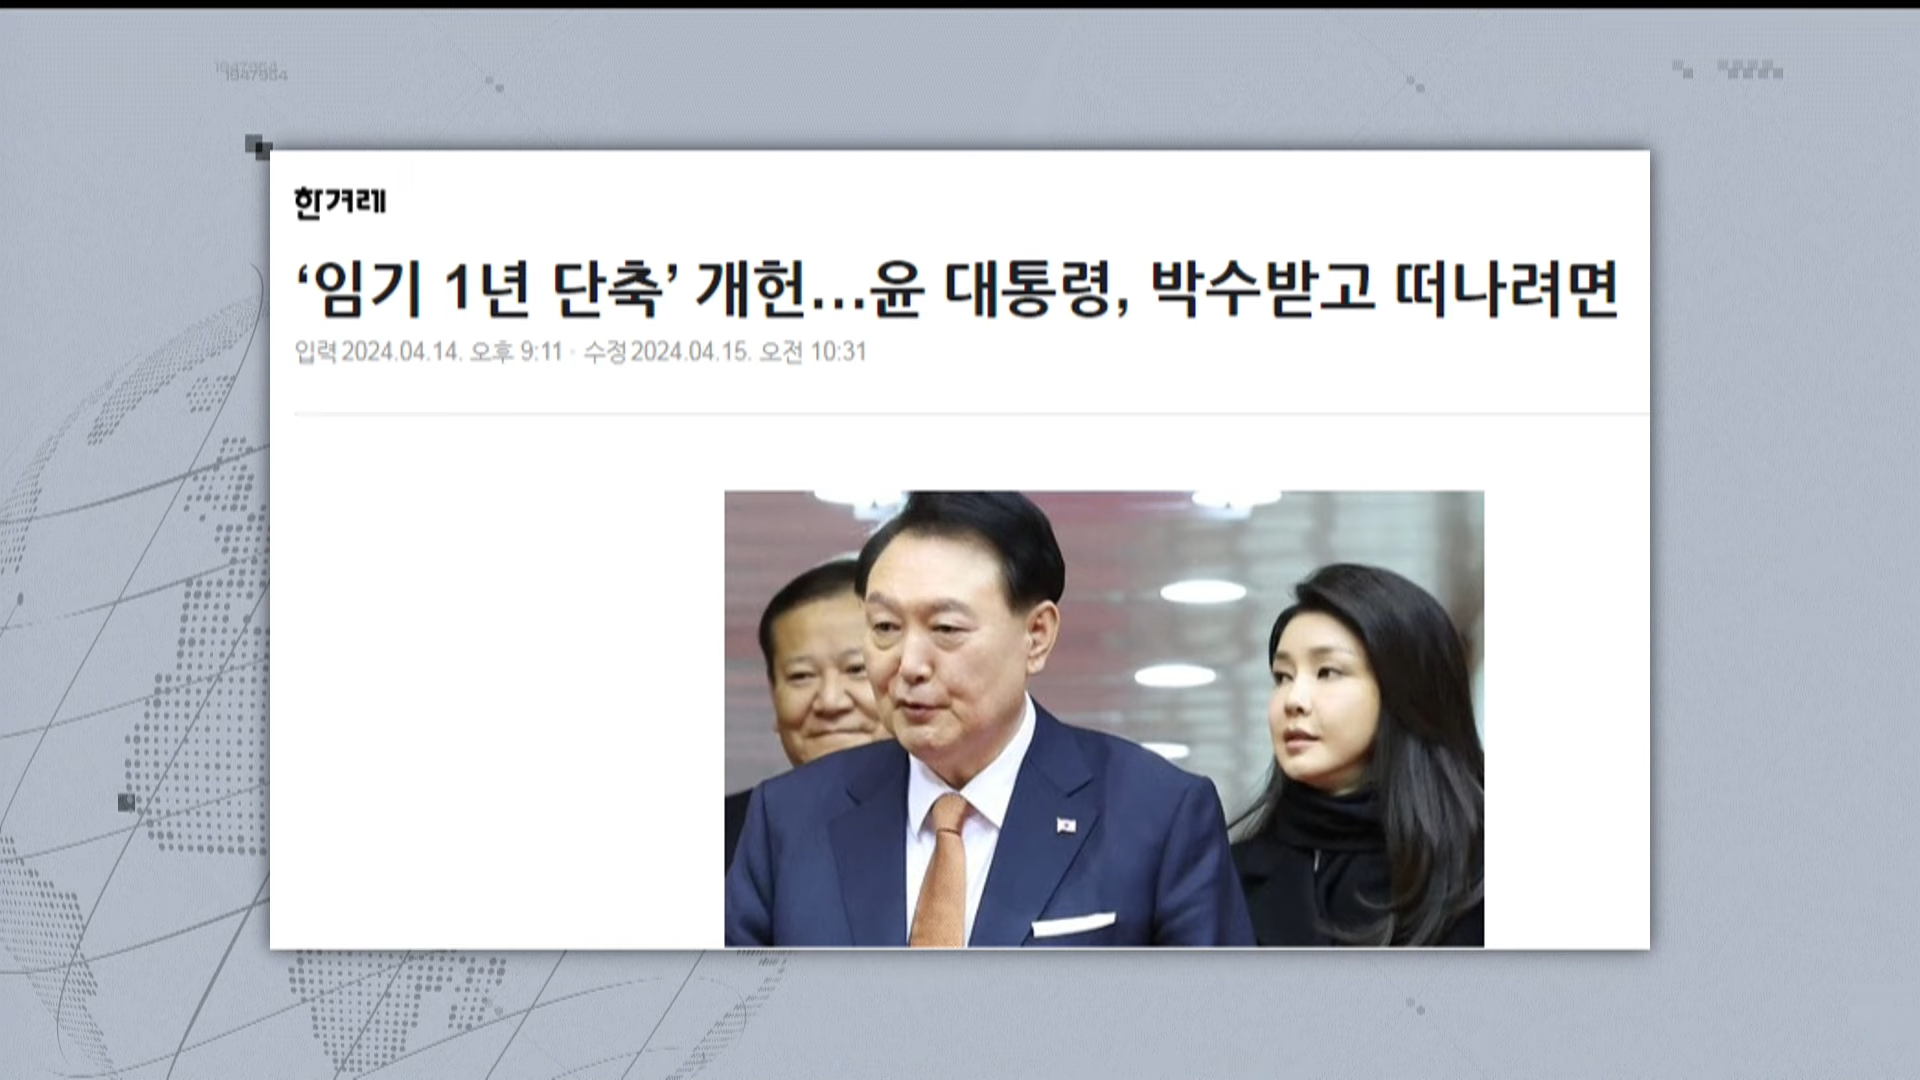 1947954
1947954
한겨레
‘임기 1년 단축’ 개헌…윤 대통령, 박수받고 떠나려면
입력 2024.04.14. 오후 9:11 · 수정 2024.04.15. 오전 10:31